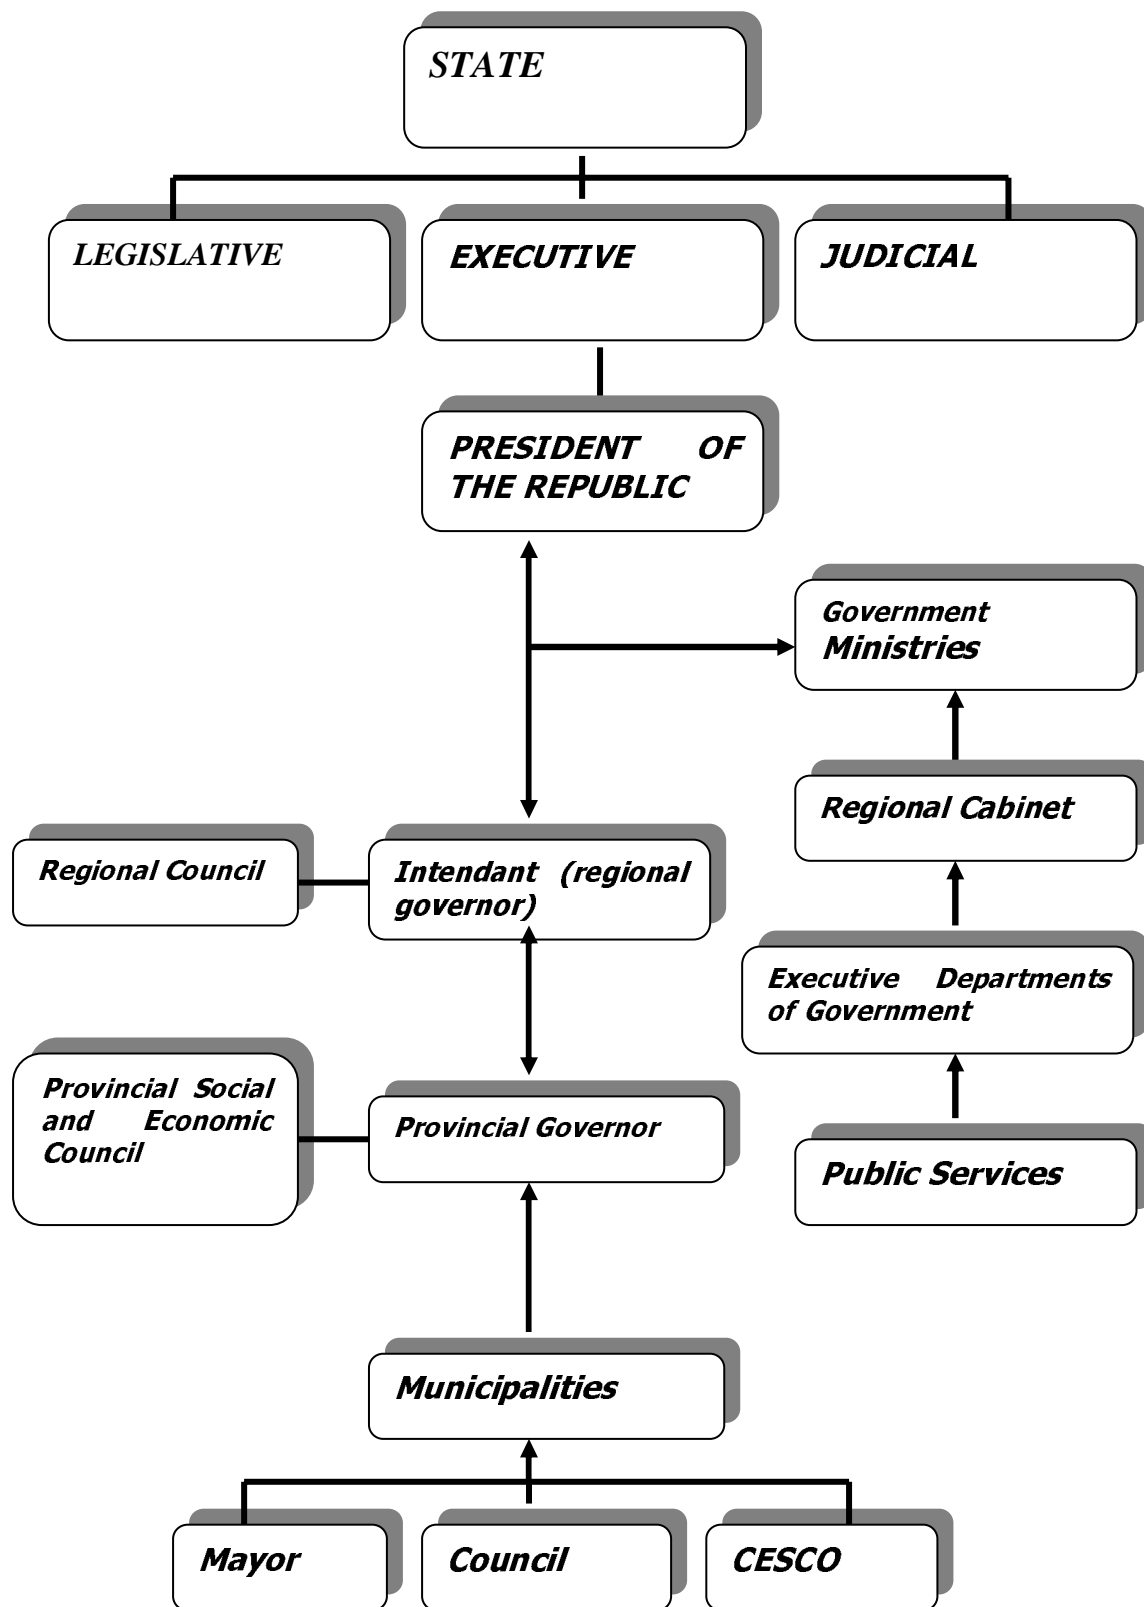 STATE
LEGISLATIVE
EXECUTIVE
JUDICIAL
PRESIDENT OF
THE REPUBLIC
Government
Ministries
Regional Cabinet
Regional Council
Intendant (regional
governor)
Executive Departments
of Government
Provincial Social
and Economic
Council
Provincial Governor
Public Services
Municipalities
Mayor
Council
CESCO